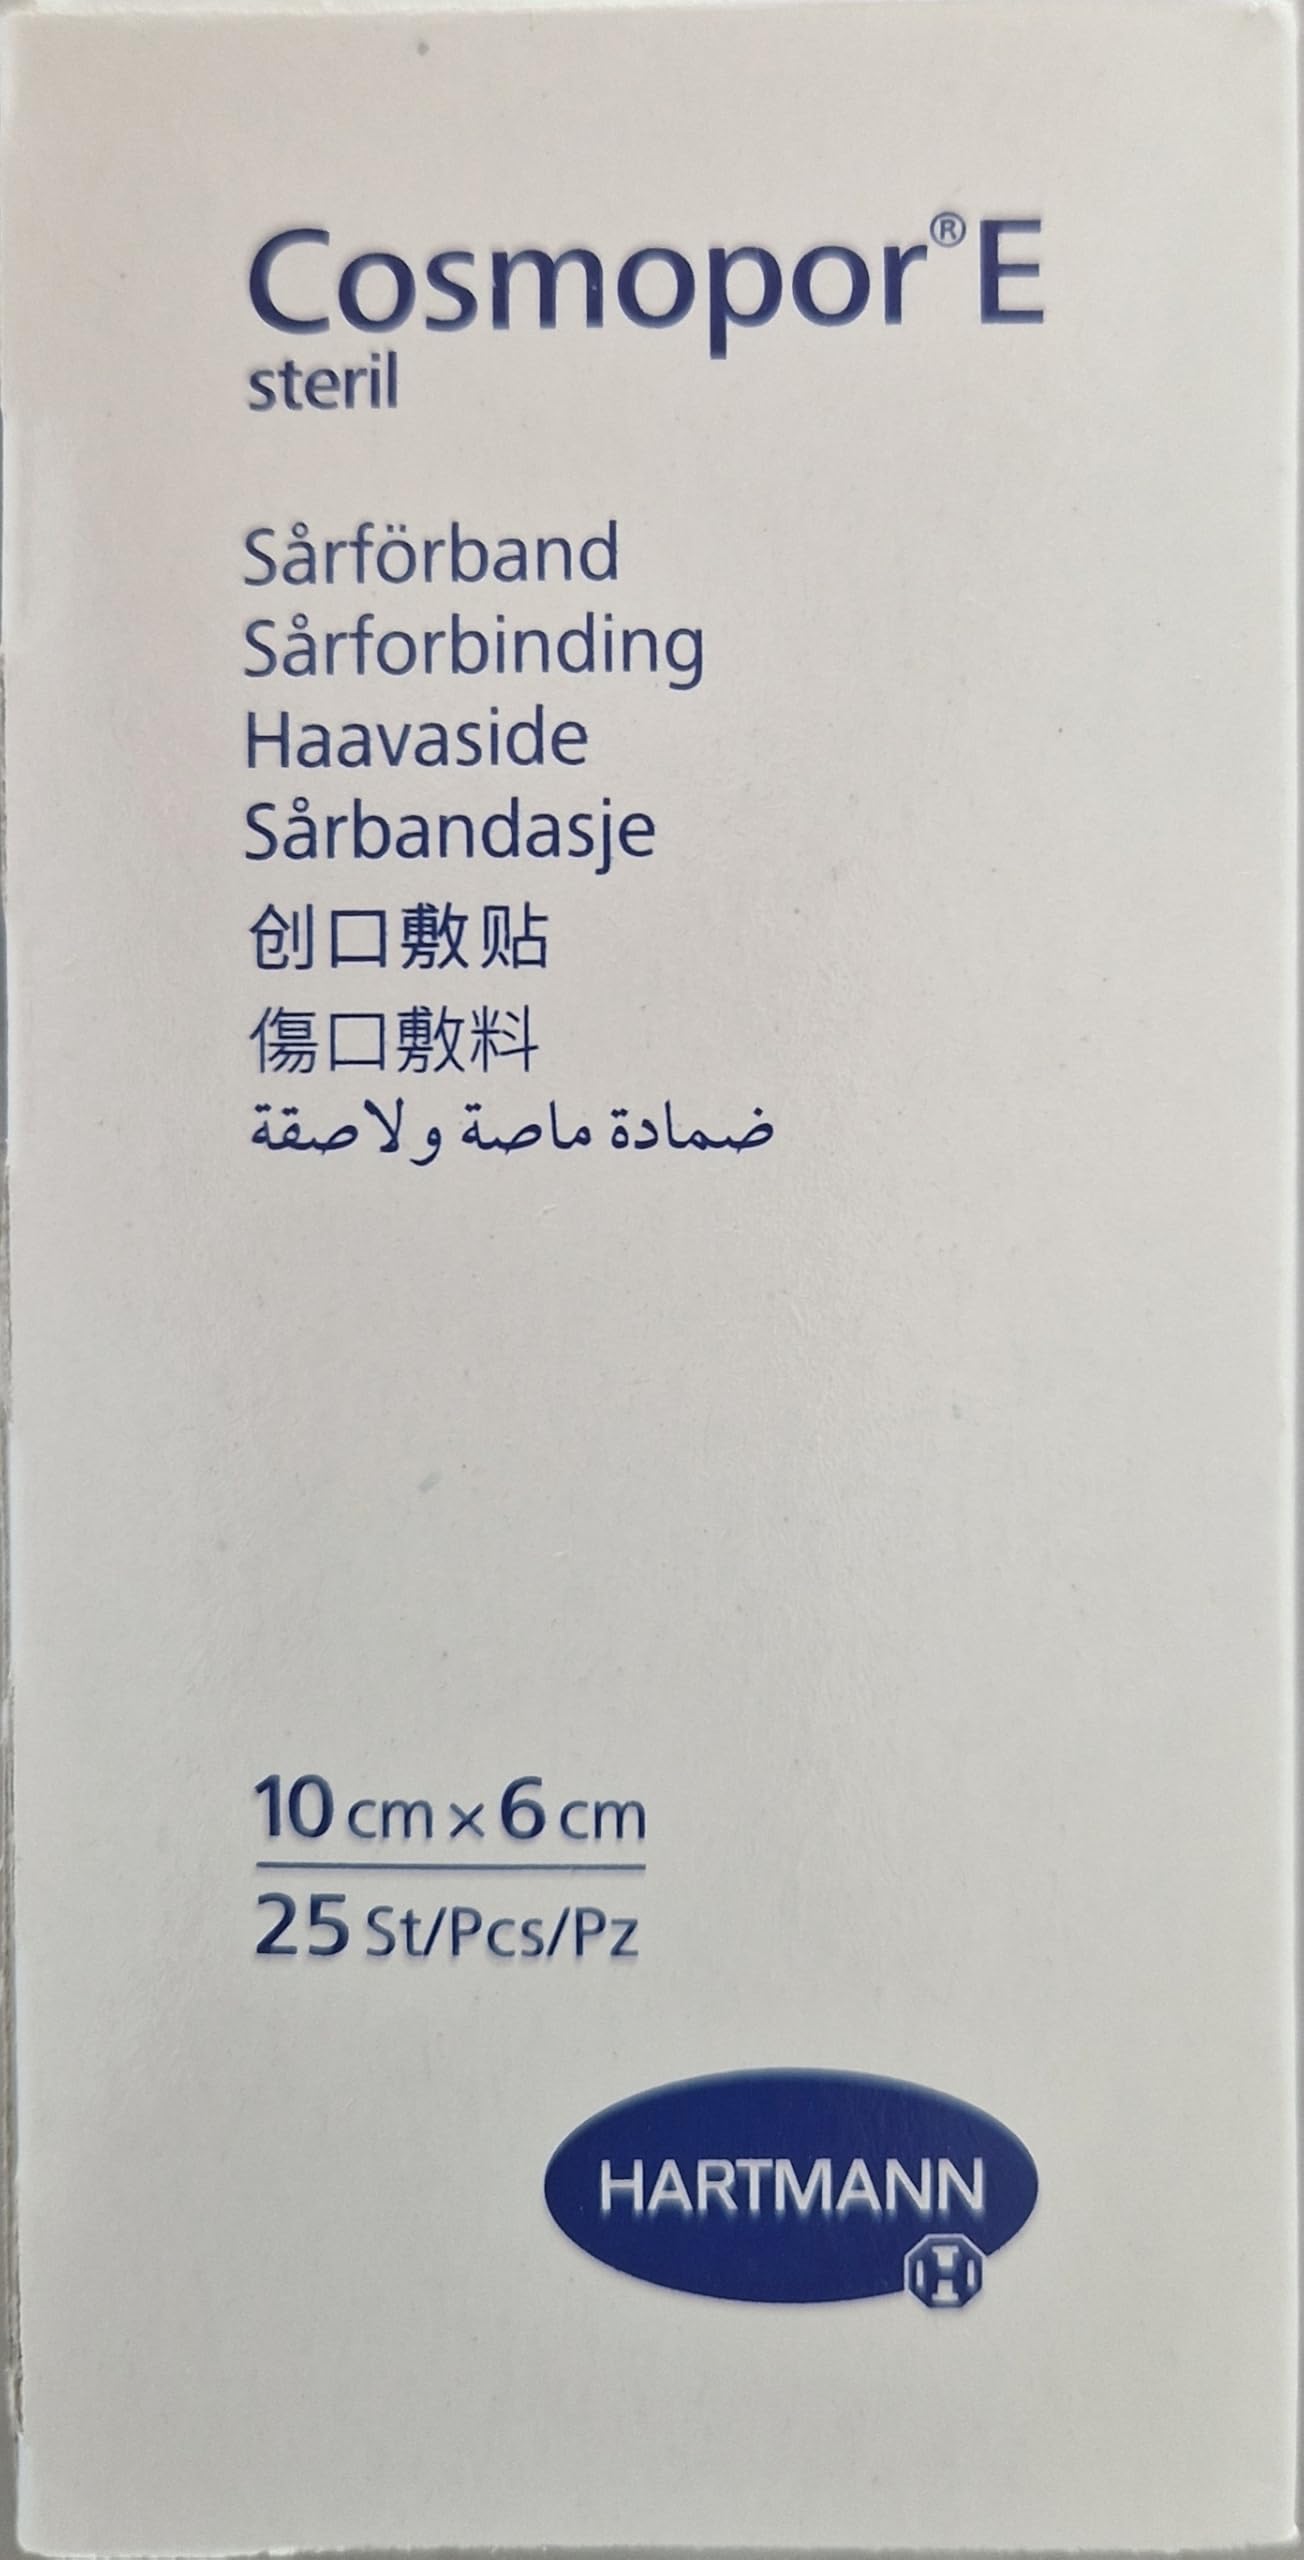 Cosmopor® E
steril
Sårförband
Sårforbinding
Haavaside
Sårbandasje
创口敷贴
傷口敷料
ضمادة ماصة ولاصقة
10 cm x 6 cm
25 St/Pcs/Pz
HARTMANN
H